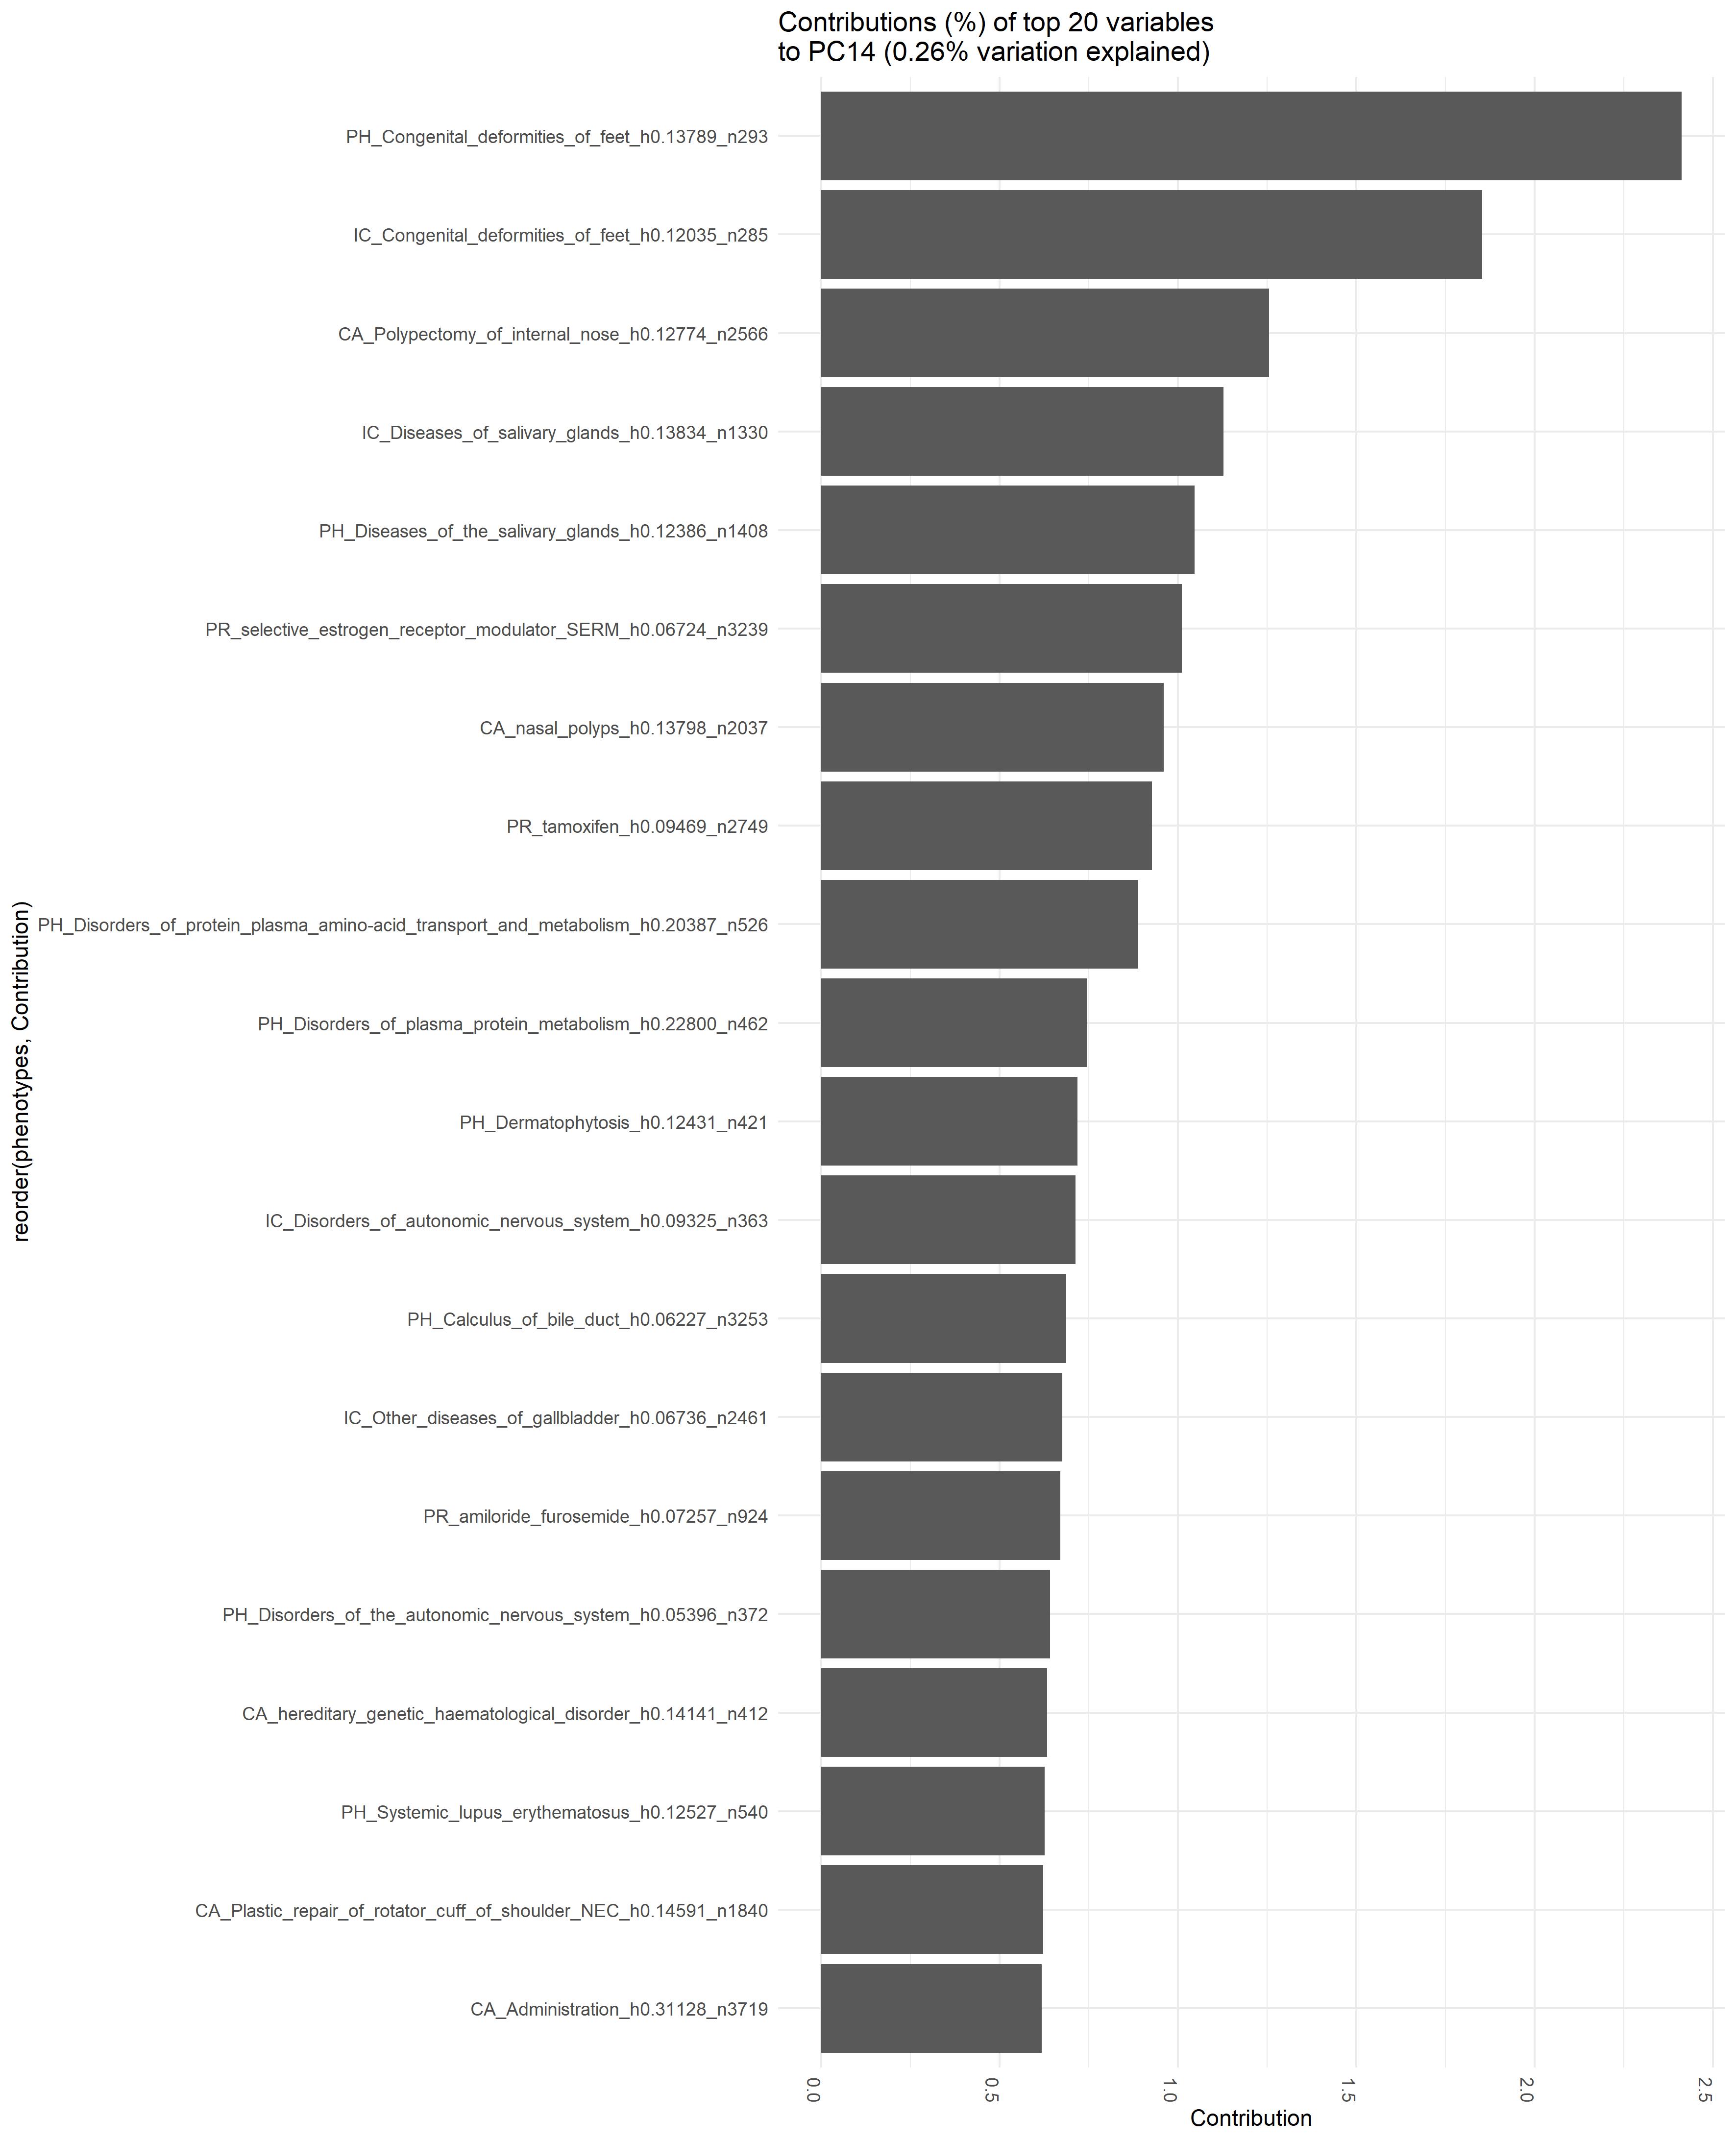 Contributions (%) of top 20 variables
to PC14 (0.26% variation explained)
PH_Congenital_deformities_of_feet_h0.13789_n293
IC_Congenital_deformities_of_feet_h0.12035_n285
CA_Polypectomy_of_internal_nose_h0.12774_n2566
IC_Diseases_of_salivary_glands_h0.13834_n1330
PH_Diseases_of_the_salivary_glands_h0.12386_n1408
PR_selective_estrogen_receptor_modulator_SERM_h0.06724_n3239
CA_nasal_polyps_h0.13798_n2037
PR_tamoxifen_h0.09469_n2749
PH_Disorders_of_protein_plasma_amino-acid_transport_and_metabolism_h0.20387_n526
PH_Disorders_of_plasma_protein_metabolism_h0.22800_n462
PH_Dermatophytosis_h0.12431_n421
IC_Disorders_of_autonomic_nervous_system_h0.09325_n363
PH_Calculus_of_bile_duct_h0.06227_n3253
IC_Other_diseases_of_gallbladder_h0.06736_n2461
PR_amiloride_furosemide_h0.07257_n924
PH_Disorders_of_the_autonomic_nervous_system_h0.05396_n372
CA_hereditary_genetic_haematological_disorder_h0.14141_n412
PH_Systemic_lupus_erythematosus_h0.12527_n540
CA_Plastic_repair_of_rotator_cuff_of_shoulder_NEC_h0.14591_n1840
CA_Administration_h0.31128_n3719
reorder(phenotypes, Contribution)
0.0
0.5
1.0
1.5
2.0
2.5
Contribution